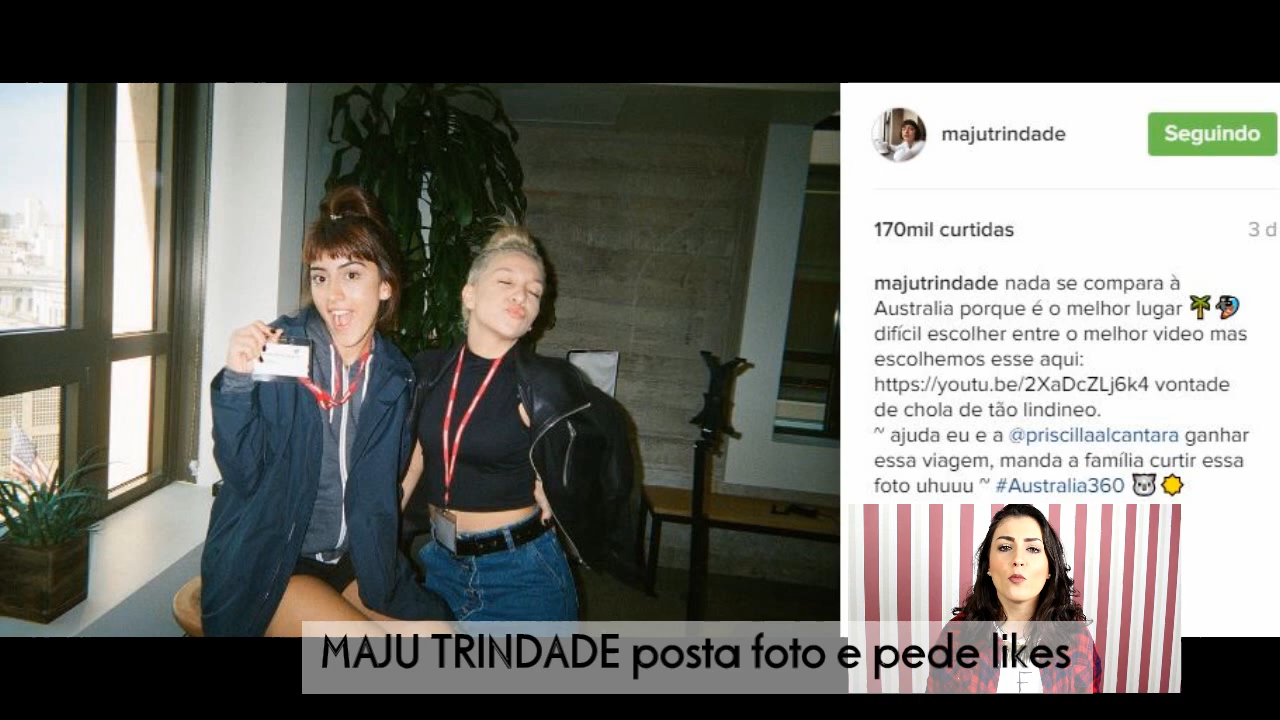 majutrindade
Seguindo
170mil curtidas
3 d
majutrindade nada se compara à
Australia porque é o melhor lugar 🌴🏄
difícil escolher entre o melhor video mas
escolhemos esse aqui:
https://youtu.be/2XaDcZLj6k4 vontade
de chola de tão lindineo.
~ ajuda eu e a @priscillaalcantara ganhar
essa viagem, manda a família curtir essa
foto uhuuu ~ #Australia360 🐨☀
MAJU TRINDADE posta foto e pede likes